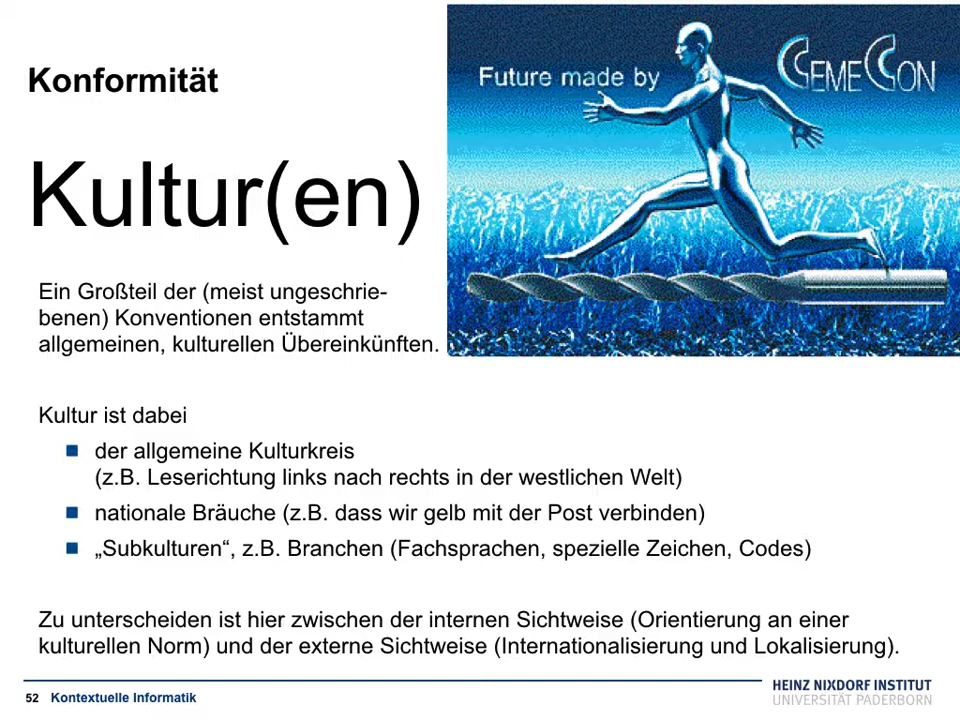 Konformität
Future made by
CemeCon
Kultur(en)
Ein Großteil der (meist ungeschrie-
benen) Konventionen entstammt
allgemeinen, kulturellen Übereinkünften.
Kultur ist dabei
der allgemeine Kulturkreis
(z.B. Leserichtung links nach rechts in der westlichen Welt)
nationale Bräuche (z.B. dass wir gelb mit der Post verbinden)
„Subkulturen“, z.B. Branchen (Fachsprachen, spezielle Zeichen, Codes)
Zu unterscheiden ist hier zwischen der internen Sichtweise (Orientierung an einer
kulturellen Norm) und der externe Sichtweise (Internationalisierung und Lokalisierung).
52 Kontextuelle Informatik
HEINZ NIXDORF INSTITUT
UNIVERSITÄT PADERBORN